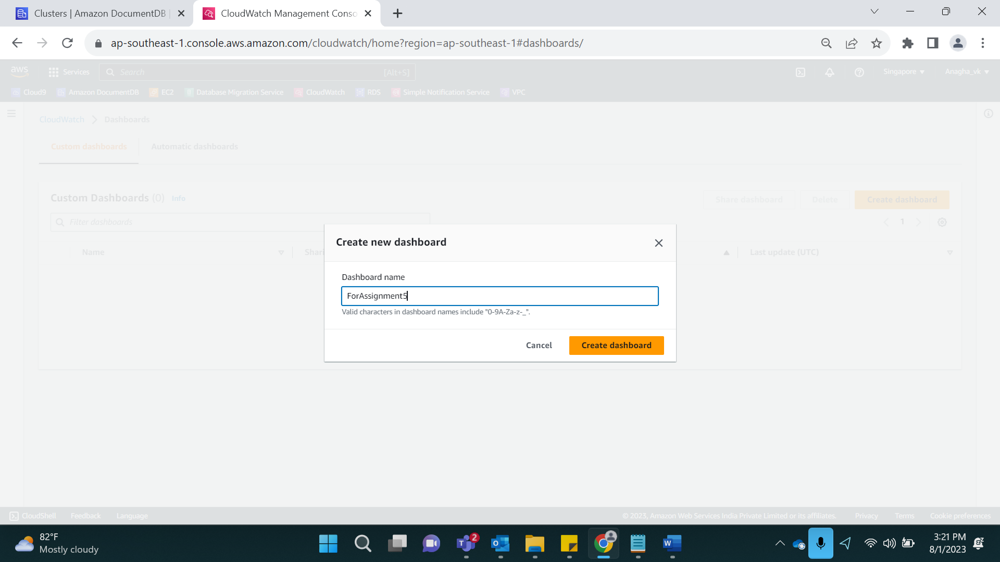 Clusters | Amazon DocumentDB
CloudWatch Management Conso
ap-southeast-1.console.aws.amazon.com/cloudwatch/home?region=ap-southeast-1#dashboards/
aws
Services
Search
[Alt+S]
Singapore
Anagha_vk
Cloud9
Amazon DocumentDB
EC2
Database Migration Service
CloudWatch
RDS
Simple Notification Service
VPC
CloudWatch
Dashboards
Custom dashboards
Automatic dashboards
Custom Dashboards (0)
Info
Share dashboard
Delete
Create dashboard
Filter dashboards
1
Name
Shari
Last update (UTC)
Create new dashboard
Dashboard name
ForAssignment5
Valid characters in dashboard names include "0-9A-Za-z-_".
Cancel
Create dashboard
CloudShell
Feedback
Language
© 2023, Amazon Web Services India Private Limited or its affiliates.
Privacy
Terms
Cookie preferences
82°F
Mostly cloudy
2
3:21 PM
8/1/2023